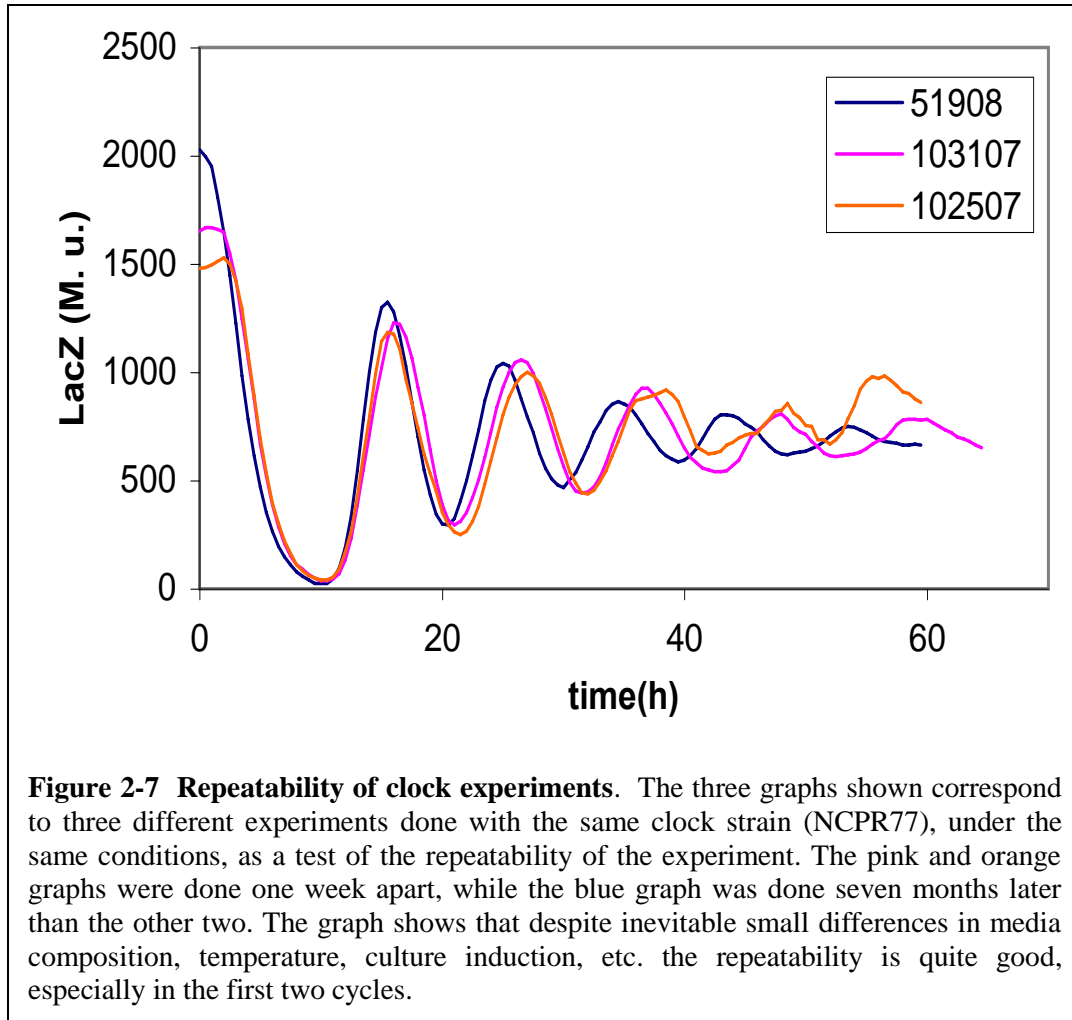 2500
2000
1500
1000
500
0
LacZ (M. u.)
51908
103107
102507
0 20 40 60
time(h)
Figure 2-7 Repeatability of clock experiments. The three graphs shown correspond
to three different experiments done with the same clock strain (NCPR77), under the
same conditions, as a test of the repeatability of the experiment. The pink and orange
graphs were done one week apart, while the blue graph was done seven months later
than the other two. The graph shows that despite inevitable small differences in media
composition, temperature, culture induction, etc. the repeatability is quite good,
especially in the first two cycles.